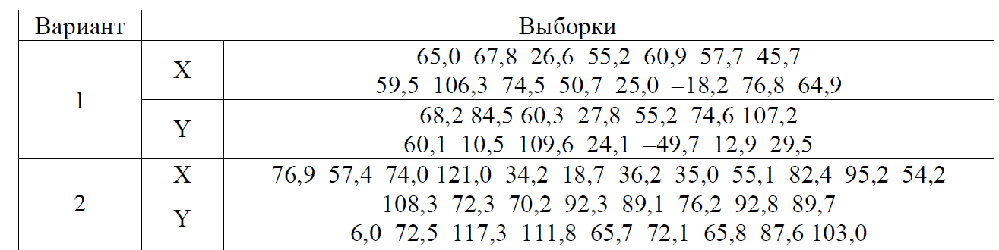 Вариант Выборки
1 X 65,0 67,8 26,6 55,2 60,9 57,7 45,7
59,5 106,3 74,5 50,7 25,0 –18,2 76,8 64,9
Y 68,2 84,5 60,3 27,8 55,2 74,6 107,2
60,1 10,5 109,6 24,1 –49,7 12,9 29,5
2 X 76,9 57,4 74,0 121,0 34,2 18,7 36,2 35,0 55,1 82,4 95,2 54,2
Y 108,3 72,3 70,2 92,3 89,1 76,2 92,8 89,7
6,0 72,5 117,3 111,8 65,7 72,1 65,8 87,6 103,0